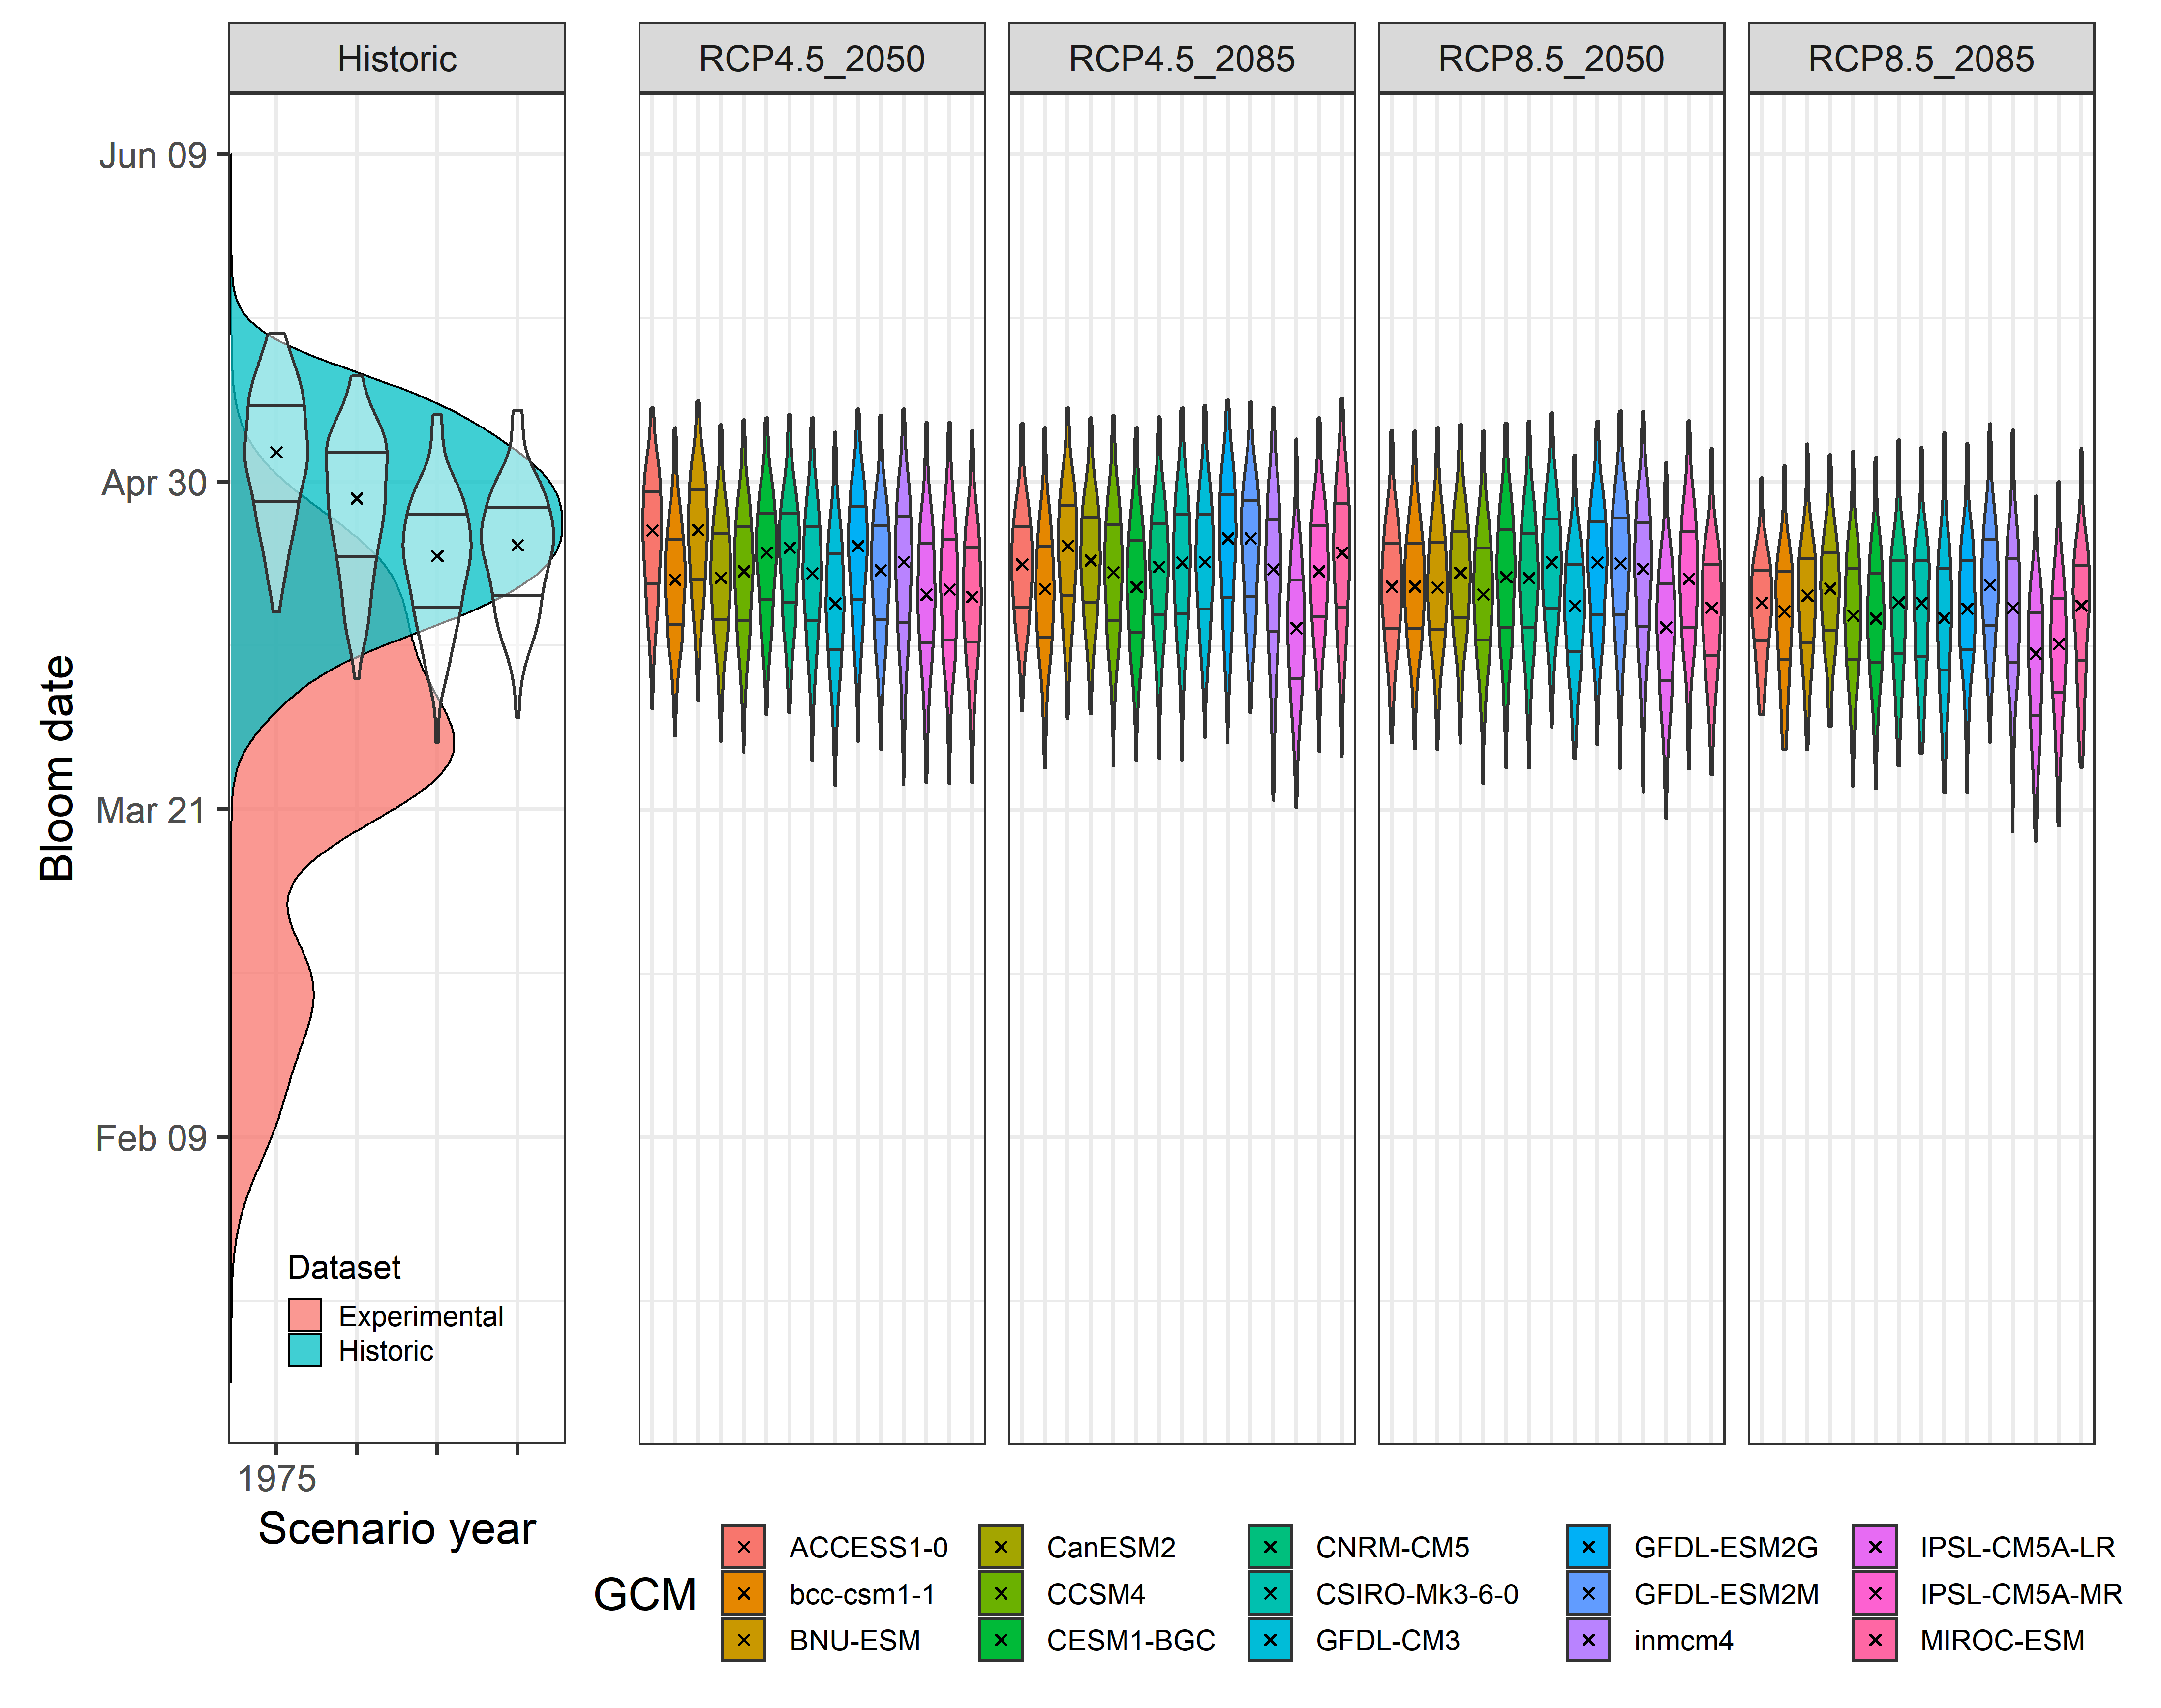 Historic
RCP4.5_2050
RCP4.5_2085
RCP8.5_2050
RCP8.5_2085
Bloom date
Jun 09
Apr 30
Mar 21
Feb 09
Dataset
Experimental
Historic
1975
Scenario year
GCM
ACCESS1-0
bcc-csm1-1
BNU-ESM
CanESM2
CCSM4
CESM1-BGC
CNRM-CM5
CSIRO-Mk3-6-0
GFDL-CM3
GFDL-ESM2G
GFDL-ESM2M
inmcm4
IPSL-CM5A-LR
IPSL-CM5A-MR
MIROC-ESM